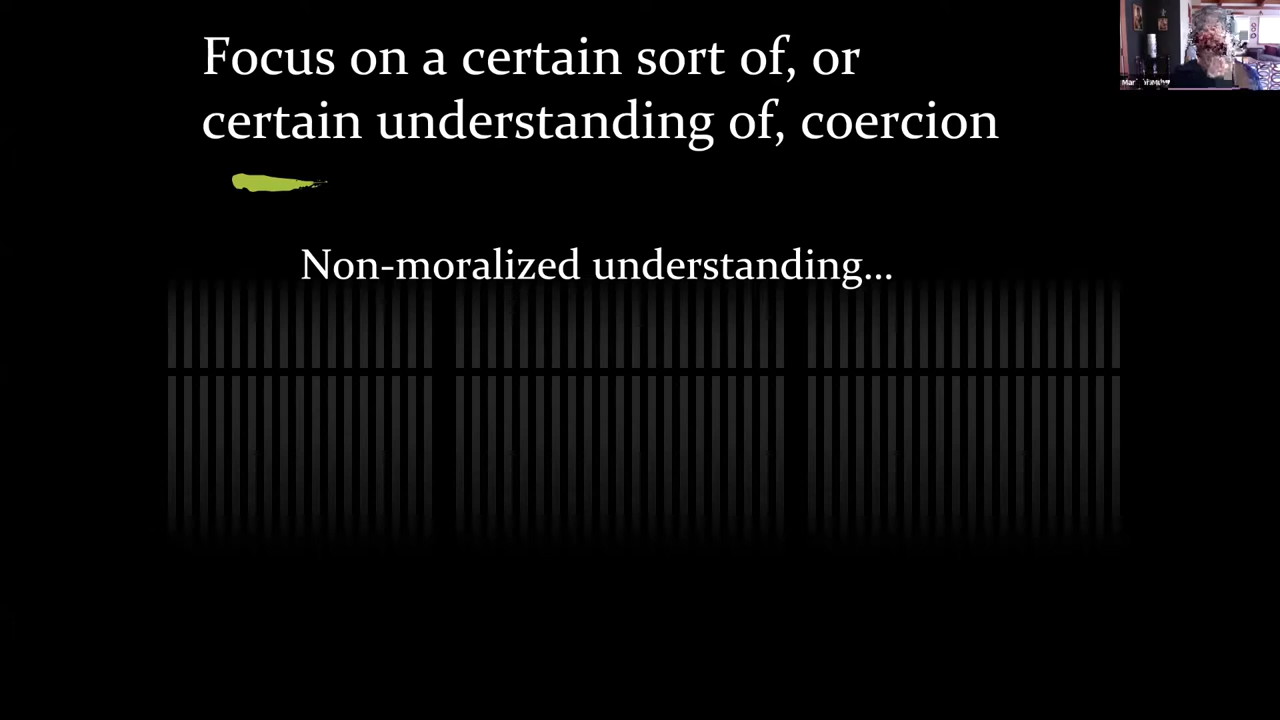 Focus on a certain sort of, or
certain understanding of, coercion
Non-moralized understanding...